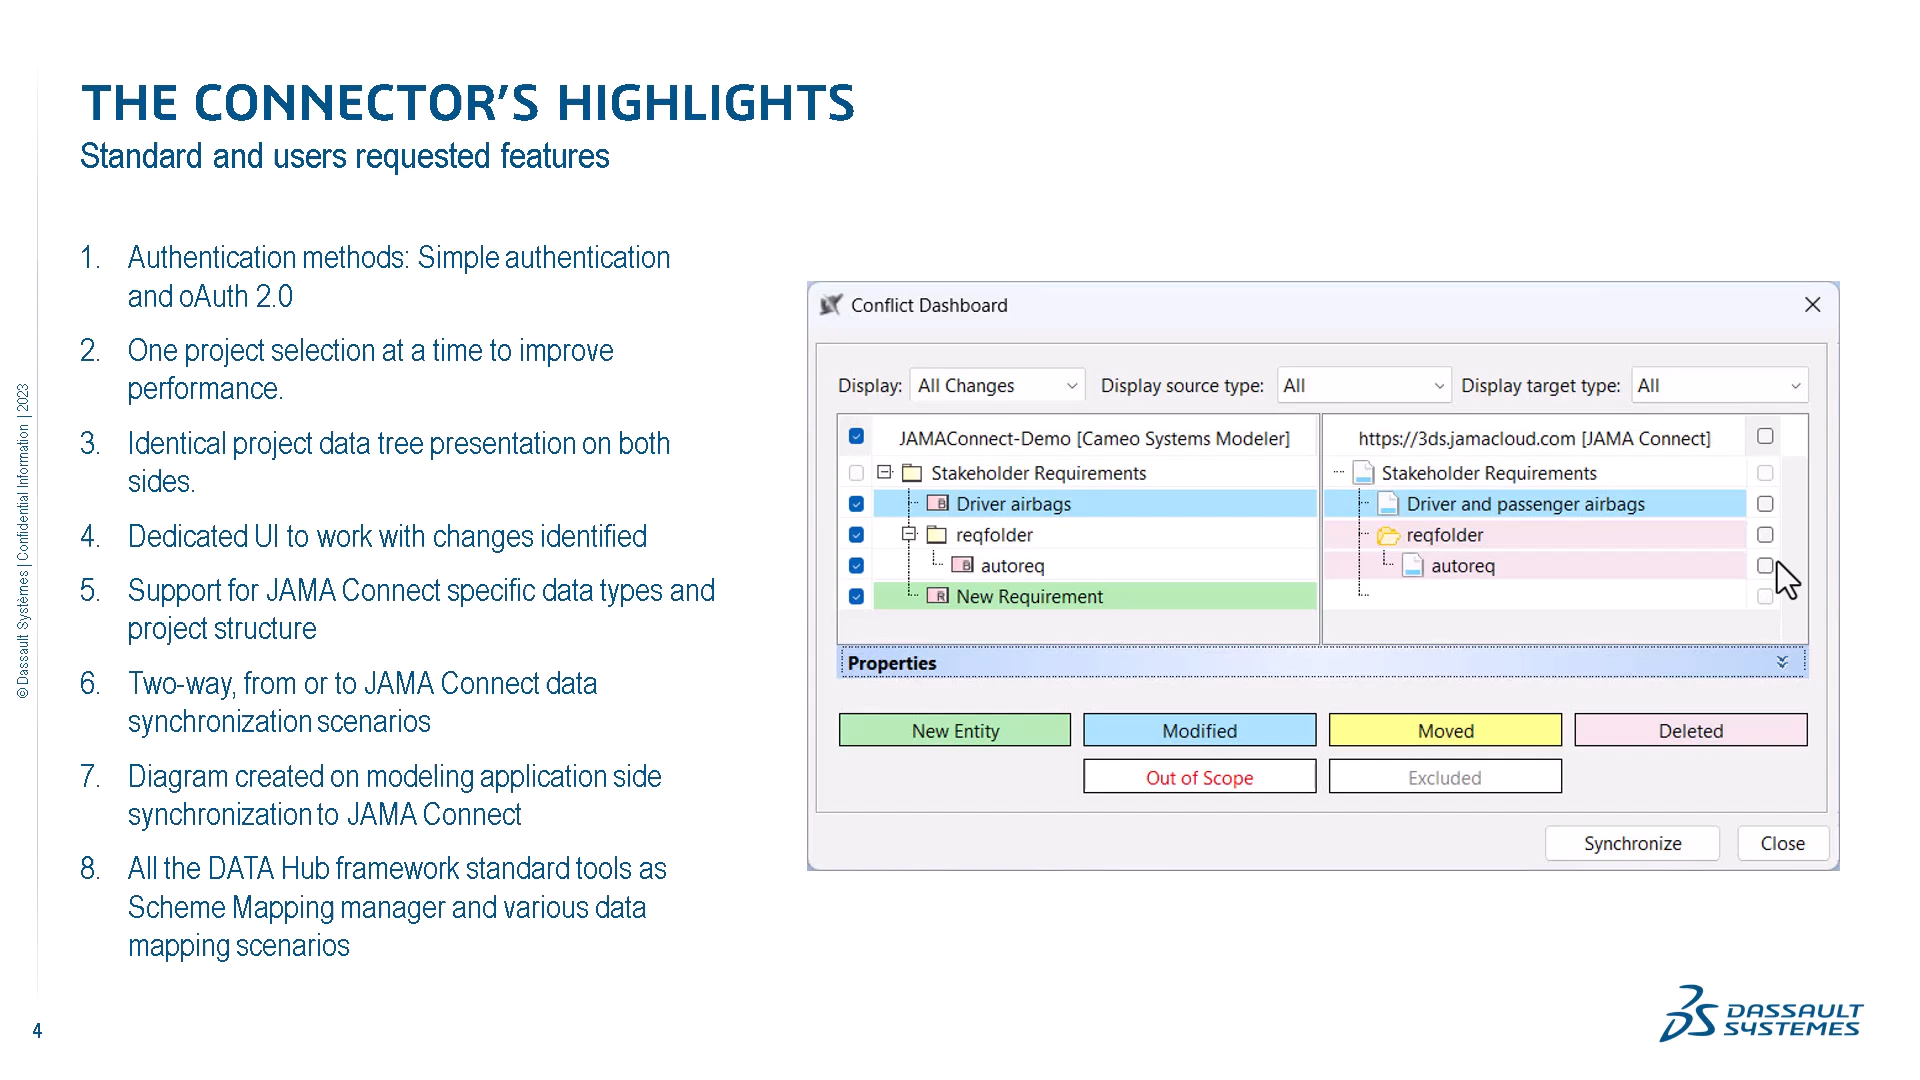 THE CONNECTOR'S HIGHLIGHTS
Standard and users requested features
1. Authentication methods: Simple authentication
and oAuth 2.0
2. One project selection at a time to improve
performance.
3. Identical project data tree presentation on both
sides.
4. Dedicated UI to work with changes identified
5. Support for JAMA Connect specific data types and
project structure
6. Two-way, from or to JAMA Connect data
synchronization scenarios
7. Diagram created on modeling application side
synchronization to JAMA Connect
8. All the DATA Hub framework standard tools as
Scheme Mapping manager and various data
mapping scenarios
Conflict Dashboard
Display: All Changes Display source type: All Display target type: All
JAMAConnect-Demo [Cameo Systems Modeler] https://3ds.jamacloud.com [JAMA Connect]
Stakeholder Requirements Stakeholder Requirements
B Driver airbags Driver and passenger airbags
reqfolder reqfolder
B autoreq autoreq
R New Requirement
Properties
New Entity Modified Moved Deleted
Out of Scope Excluded
Synchronize Close
© Dassault Systèmes | Confidential Information | 2023
4
DASSAULT
SYSTEMES